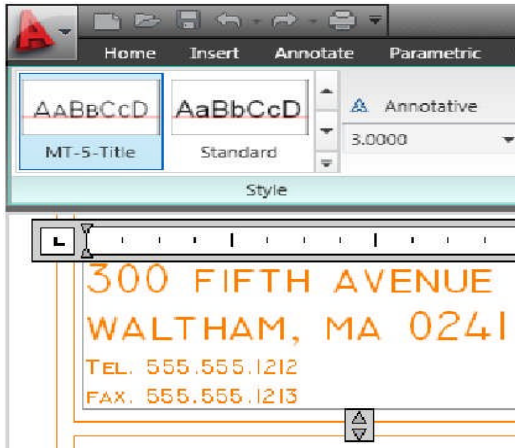 Home Insert Annotate Parametric
AaBbCcD AaBbCcD Annotative
3.0000
MT-5-Title Standard
Style
300 FIFTH AVENUE
WALTHAM, MA 0241
TEL. 555.555.1212
FAX. 555.555.1213